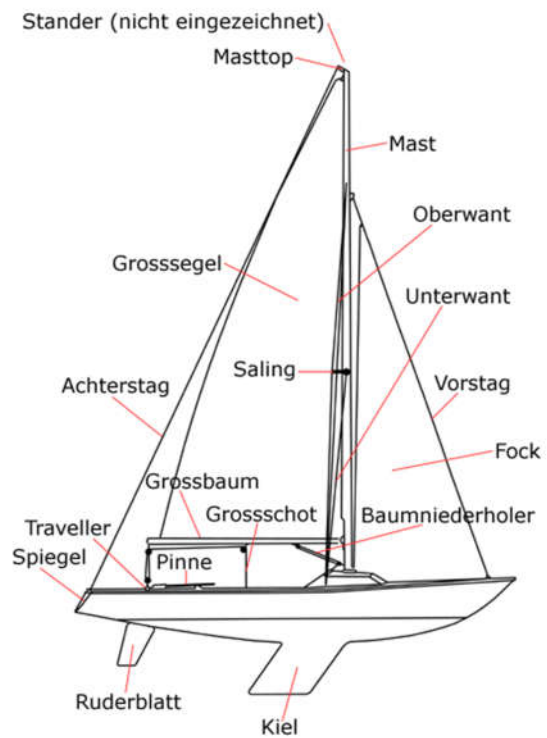 Stander (nicht eingezeichnet)
Masttop
Mast
Oberwant
Grosssegel
Unterwant
Saling
Achterstag
Vorstag
Fock
Grossbaum
Grossschot
Baumniederholer
Traveller
Spiegel
Pinne
Ruderblatt
Kiel